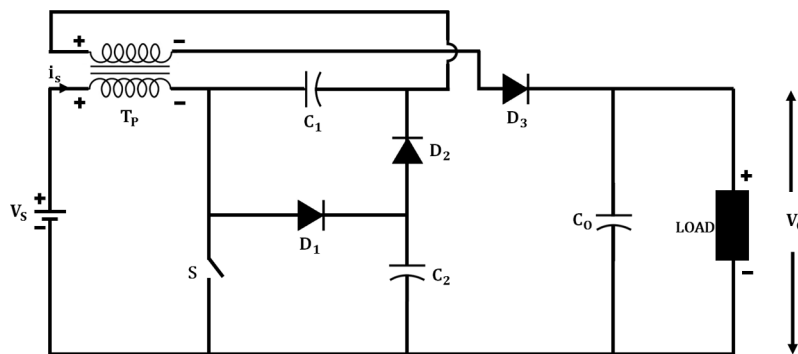 + −
i_s
+ −
T_P
C_1
D_3
D_2
+
V_S
−
D_1
S
C_2
C_O
+
LOAD
−
V